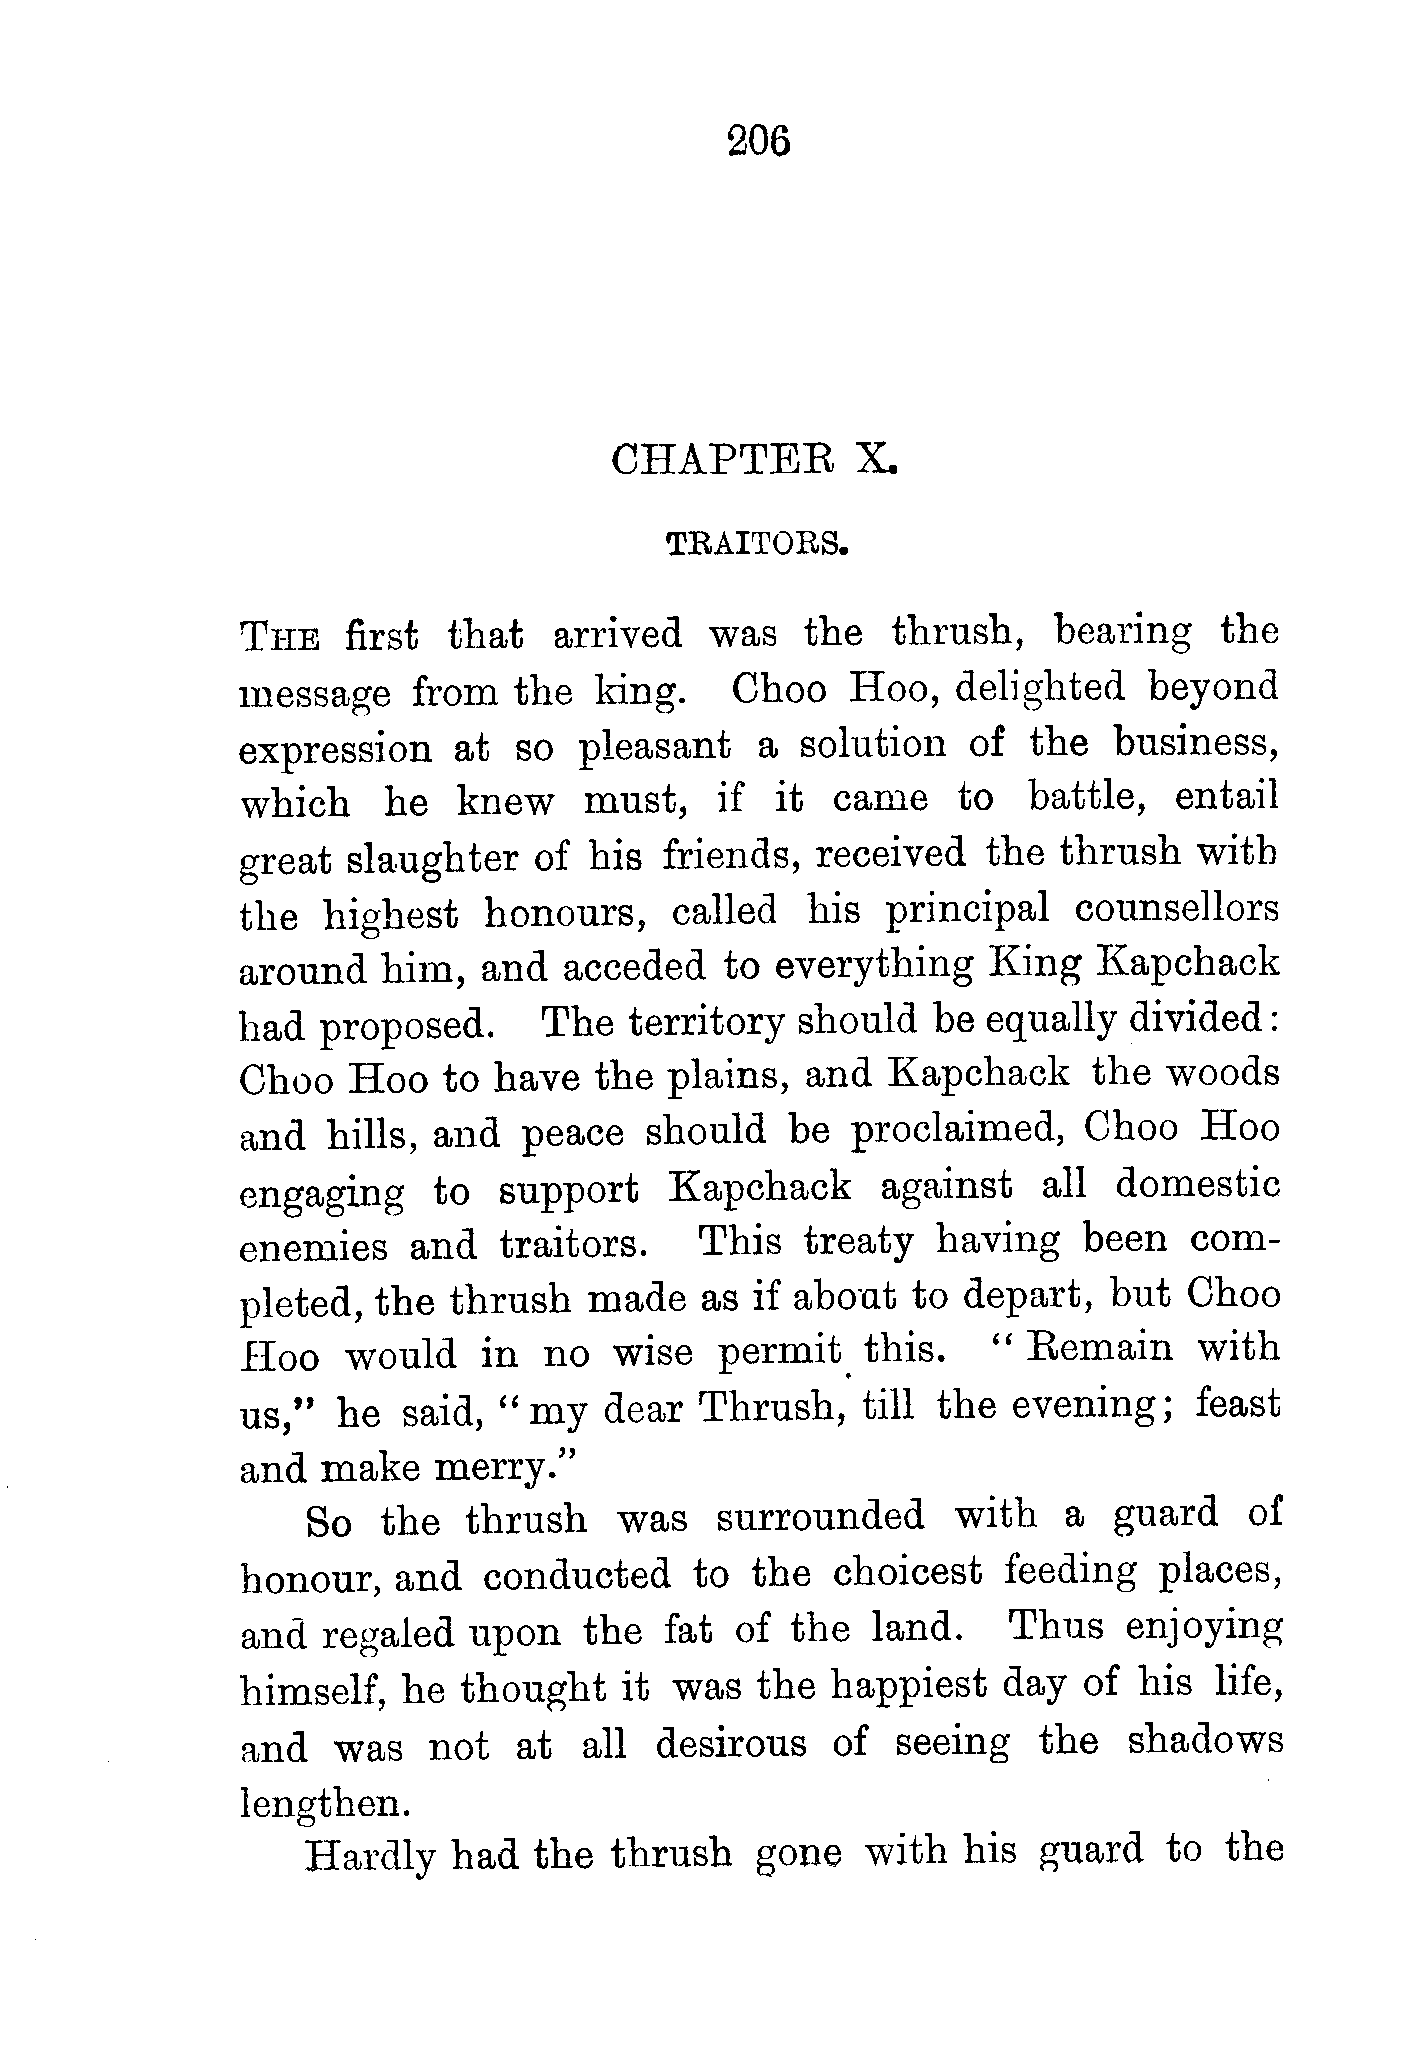 206
CHAPTER X.
TRAITORS.
THE first that arrived was the thrush, bearing the
message from the king. Choo Hoo, delighted beyond
expression at so pleasant a solution of the business,
which he knew must, if it came to battle, entail
great slaughter of his friends, received the thrush with
the highest honours, called his principal counsellors
around him, and acceded to everything King Kapchack
had proposed. The territory should be equally divided:
Choo Hoo to have the plains, and Kapchack the woods
and hills, and peace should be proclaimed, Choo Hoo
engaging to support Kapchack against all domestic
enemies and traitors. This treaty having been com-
pleted, the thrush made as if about to depart, but Choo
Hoo would in no wise permit this. "Remain with
us," he said, "my dear Thrush, till the evening; feast
and make merry."
So the thrush was surrounded with a guard of
honour, and conducted to the choicest feeding places,
and regaled upon the fat of the land. Thus enjoying
himself, he thought it was the happiest day of his life,
and was not at all desirous of seeing the shadows
lengthen.
Hardly had the thrush gone with his guard to the